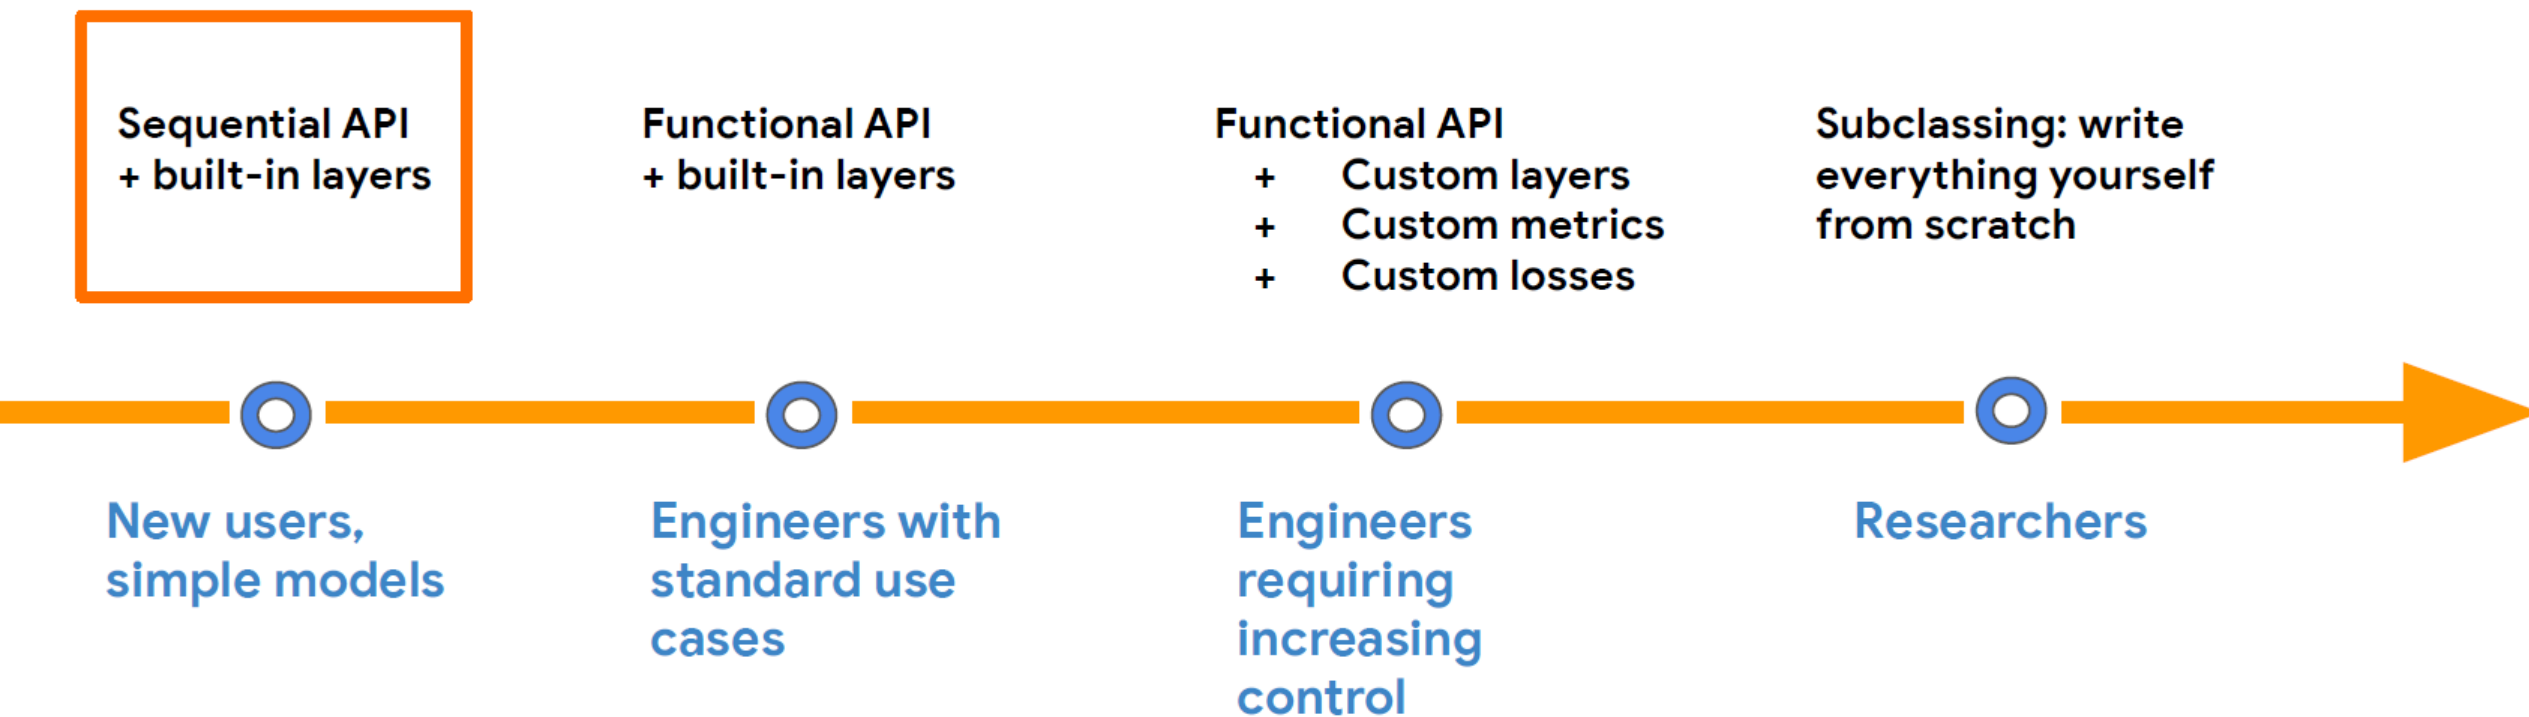 Sequential API
+ built-in layers
Functional API
+ built-in layers
Functional API
+ Custom layers
+ Custom metrics
+ Custom losses
Subclassing: write
everything yourself
from scratch
New users,
simple models
Engineers with
standard use
cases
Engineers
requiring
increasing
control
Researchers